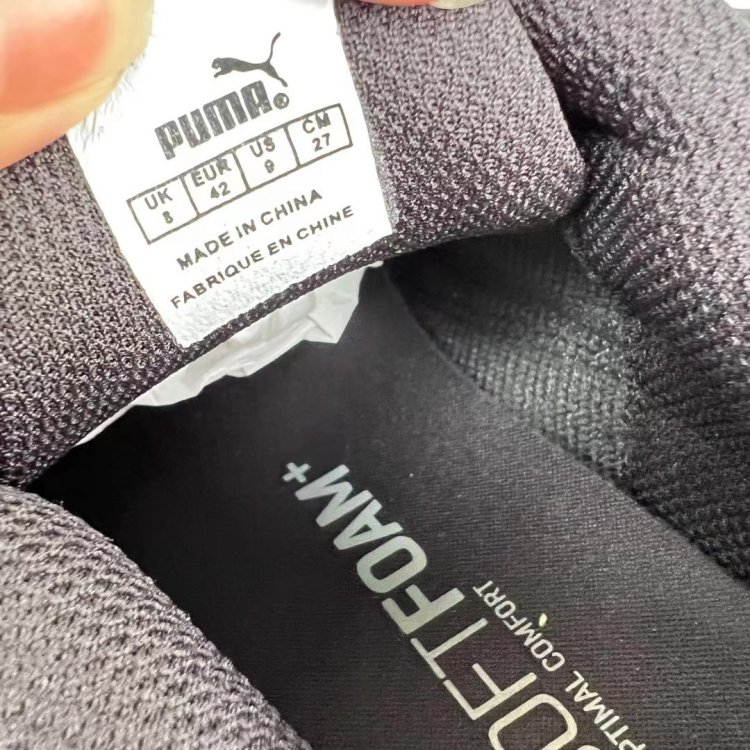 PUMA®
UK EUR US CM
8 42 9 27
MADE IN CHINA
FABRIQUE EN CHINE
SOFTFOAM+
OPTIMAL COMFORT